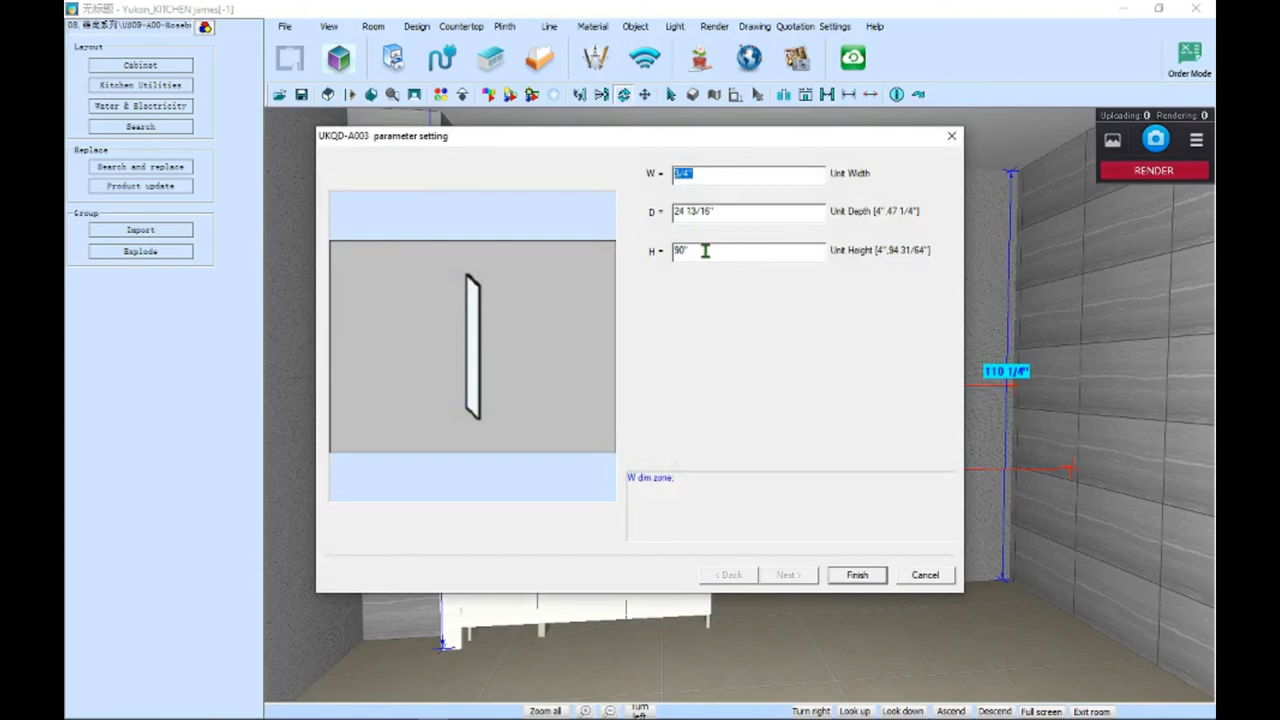 无标题 - Yukon_KITCHEN james[-1]
File View Room Design Countertop Plinth Line Material Object Light Render Drawing Quotation Settings Help
Layout
Cabinet
Kitchen Utilities
Water & Electricity
Search
Replace
Search and replace
Product update
Group
Import
Explode
Order Mode
Uploading: 0 Rendering: 0
RENDER
UKQD-A003 parameter setting
W = 3/4" Unit Width
D = 24 13/16" Unit Depth [4",47 1/4"]
H = 90" Unit Height [4",94 31/64"]
W dim zone:
< Back Next > Finish Cancel
110 1/4"
Zoom all Turn left Turn right Look up Look down Ascend Descend Full screen Exit room